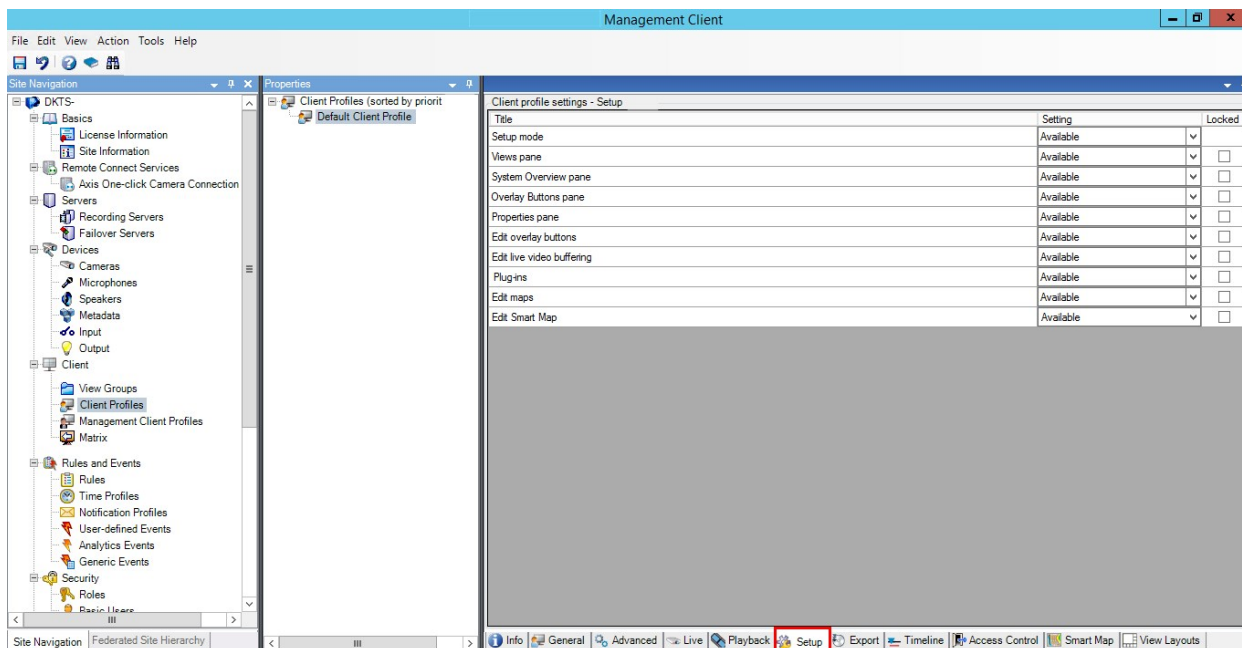 Management Client
File Edit View Action Tools Help
Site Navigation
DKTS-
Basics
License Information
Site Information
Remote Connect Services
Axis One-click Camera Connection
Servers
Recording Servers
Failover Servers
Devices
Cameras
Microphones
Speakers
Metadata
Input
Output
Client
View Groups
Client Profiles
Management Client Profiles
Matrix
Rules and Events
Rules
Time Profiles
Notification Profiles
User-defined Events
Analytics Events
Generic Events
Security
Roles
Basic Users
Site Navigation Federated Site Hierarchy
Properties
Client Profiles (sorted by priorit
Default Client Profile
Client profile settings - Setup
Title Setting Locked
Setup mode Available
Views pane Available
System Overview pane Available
Overlay Buttons pane Available
Properties pane Available
Edit overlay buttons Available
Edit live video buffering Available
Plug-ins Available
Edit maps Available
Edit Smart Map Available
Info General Advanced Live Playback Setup Export Timeline Access Control Smart Map View Layouts